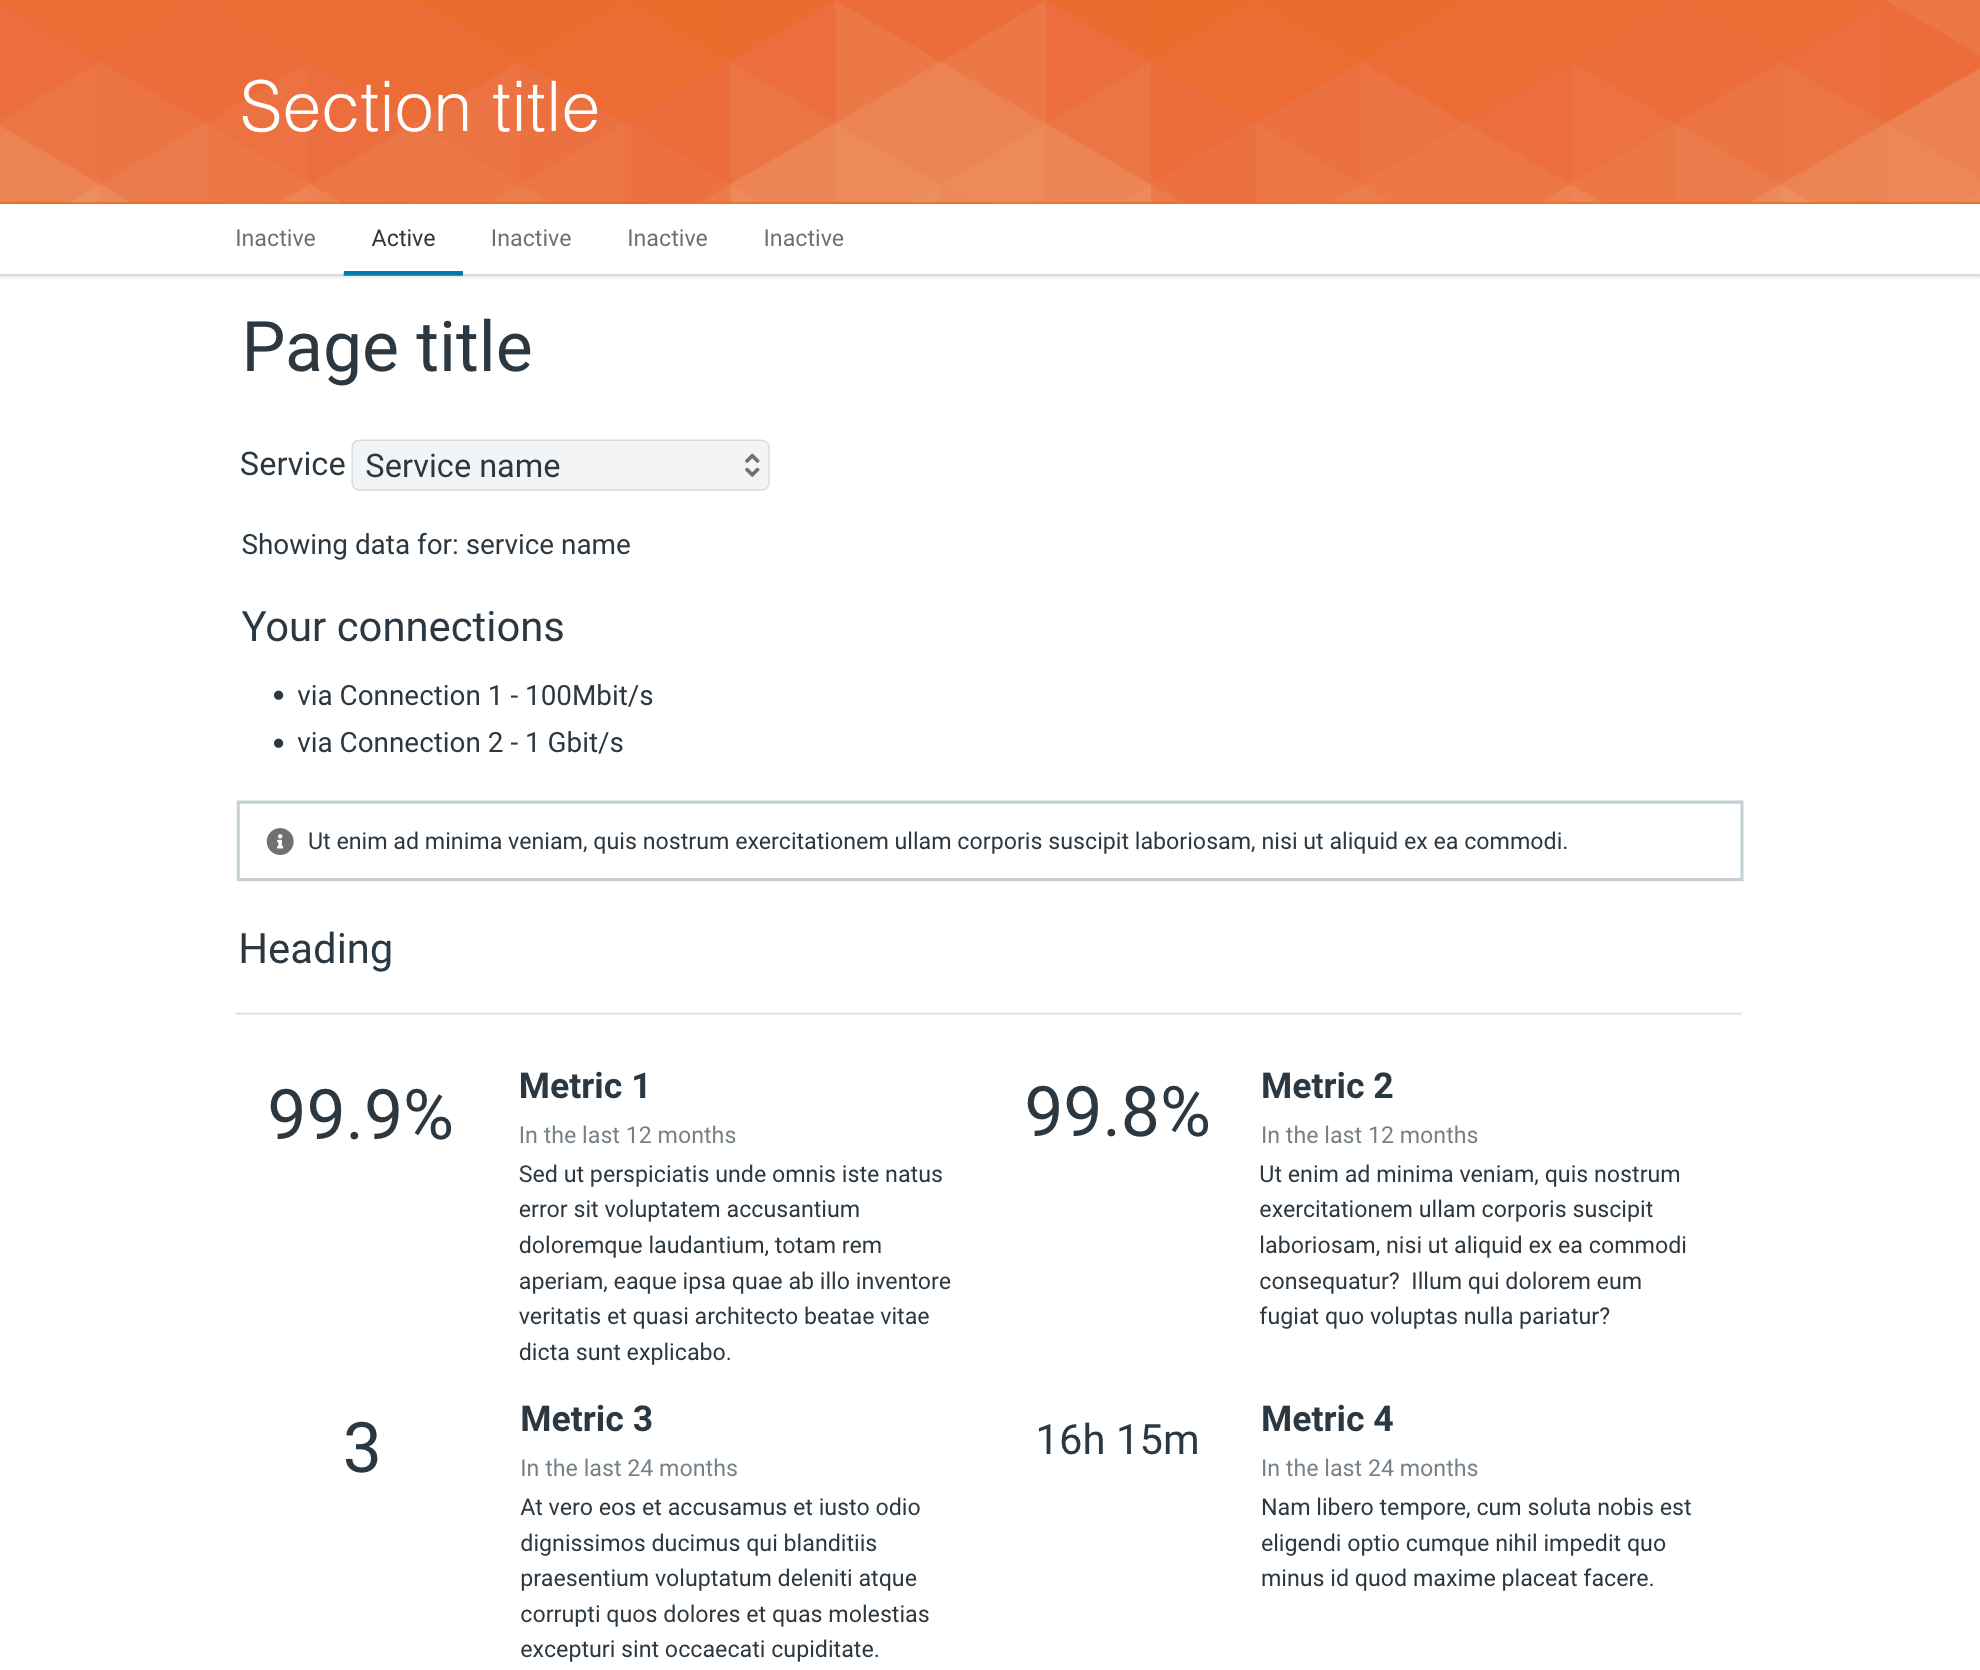 Section title
Inactive Active Inactive Inactive Inactive
Page title
Service Service name
Showing data for: service name
Your connections
• via Connection 1 - 100Mbit/s
• via Connection 2 - 1 Gbit/s
Ut enim ad minima veniam, quis nostrum exercitationem ullam corporis suscipit laboriosam, nisi ut aliquid ex ea commodi.
Heading
99.9%
Metric 1
In the last 12 months
Sed ut perspiciatis unde omnis iste natus
error sit voluptatem accusantium
doloremque laudantium, totam rem
aperiam, eaque ipsa quae ab illo inventore
veritatis et quasi architecto beatae vitae
dicta sunt explicabo.
99.8%
Metric 2
In the last 12 months
Ut enim ad minima veniam, quis nostrum
exercitationem ullam corporis suscipit
laboriosam, nisi ut aliquid ex ea commodi
consequatur?  Illum qui dolorem eum
fugiat quo voluptas nulla pariatur?
3
Metric 3
In the last 24 months
At vero eos et accusamus et iusto odio
dignissimos ducimus qui blanditiis
praesentium voluptatum deleniti atque
corrupti quos dolores et quas molestias
excepturi sint occaecati cupiditate.
16h 15m
Metric 4
In the last 24 months
Nam libero tempore, cum soluta nobis est
eligendi optio cumque nihil impedit quo
minus id quod maxime placeat facere.